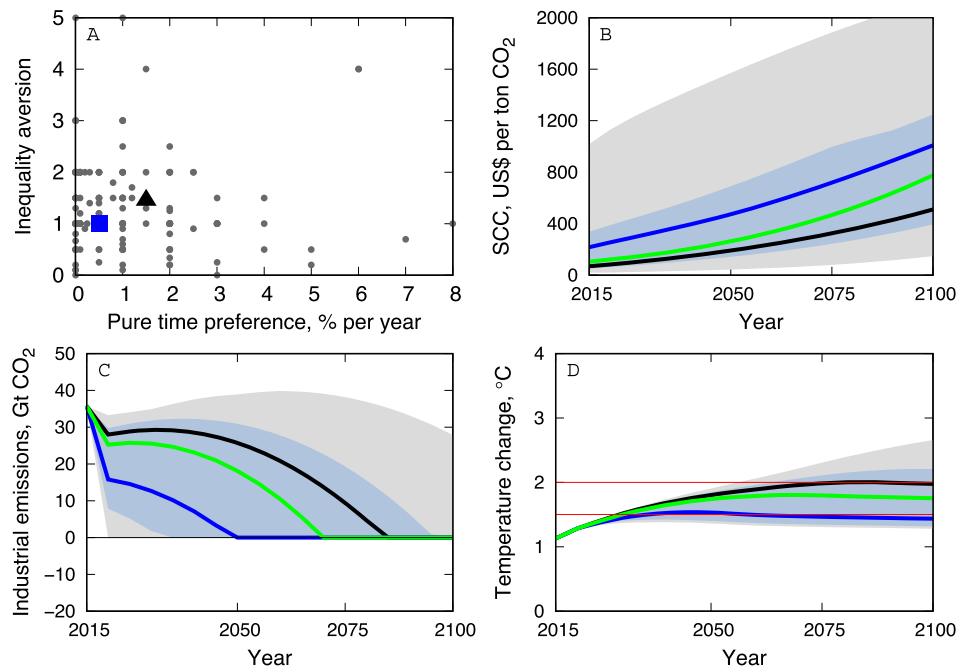 A
Inequality aversion
5
4
3
2
1
0
0 1 2 3 4 5 6 7 8
Pure time preference, % per year
B
SCC, US$ per ton CO2
2000
1600
1200
800
400
0
2015 2050 2075 2100
Year
C
Industrial emissions, Gt CO2
50
40
30
20
10
0
−10
−20
2015 2050 2075 2100
Year
D
Temperature change, °C
4
3
2
1
0
2015 2050 2075 2100
Year